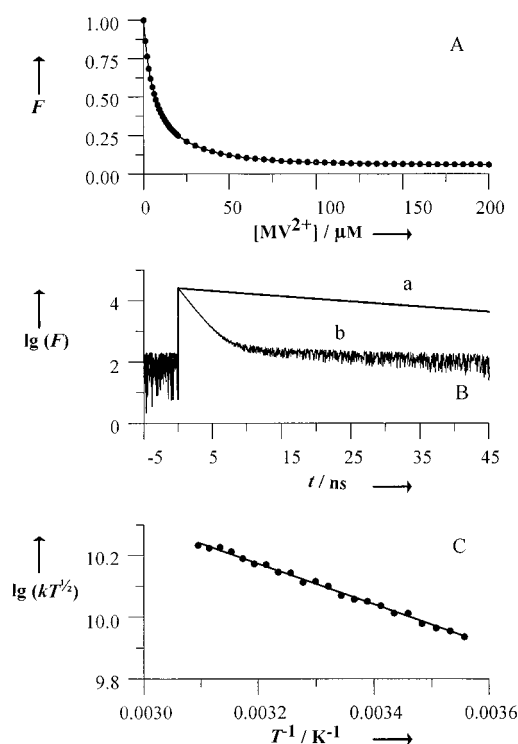 A
1.00
0.75
0.50
0.25
0.00
F
0 50 100 150 200
[MV²⁺] / µM
a
b
B
4
2
0
lg (F)
-5 5 15 25 35 45
t / ns
C
10.2
10.0
9.8
lg (kT^½)
0.0030 0.0032 0.0034 0.0036
T⁻¹ / K⁻¹